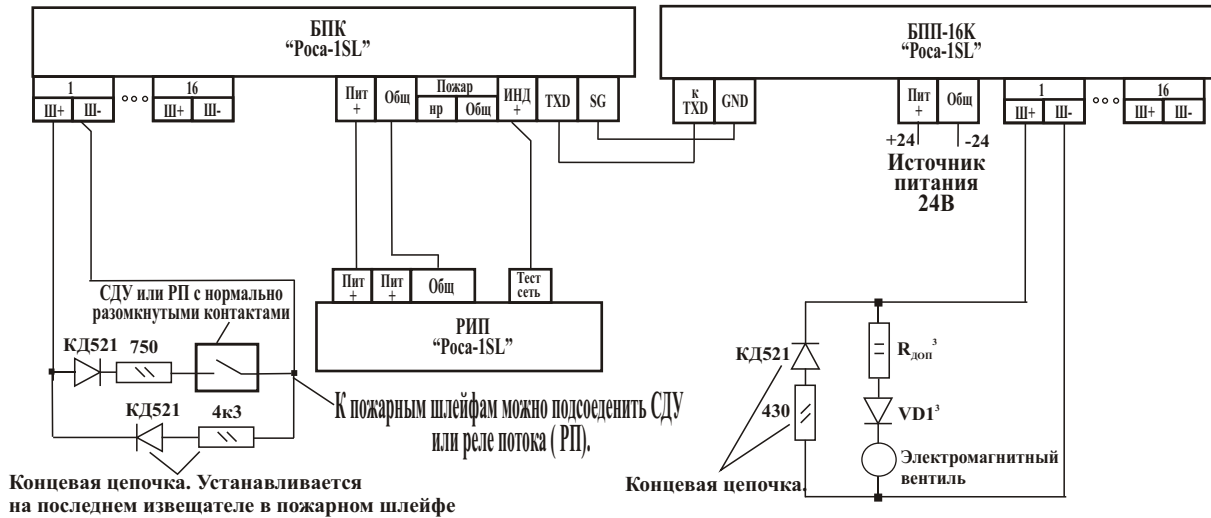 БПК
“Роса-1SL”
1
16
Ш+ Ш- Ш+ Ш-
Пит
+
Общ
Пожар
нр Общ
ИНД
+
TXD
SG
БПП-16К
“Роса-1SL”
к
TXD
GND
Пит
+
Общ
1
16
Ш+ Ш- Ш+ Ш-
+24 -24
Источник
питания
24В
СДУ или РП с нормально
разомкнутыми контактами
КД521 750
КД521 4к3
Пит
+
Пит
+
Общ
Тест
сеть
РИП
“Роса-1SL”
К пожарным шлейфам можно подсоеденить СДУ
или реле потока ( РП).
Концевая цепочка. Устанавливается
на последнем извещателе в пожарном шлейфе
КД521
430
Концевая цепочка.
Rдоп³
VD1³
Электромагнитный
вентиль